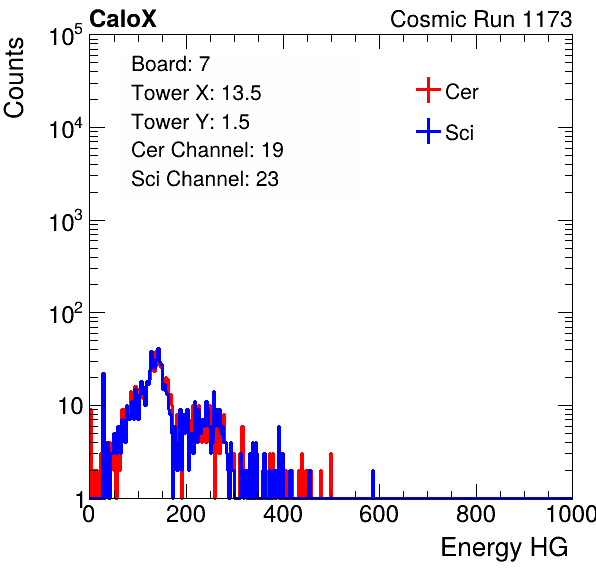 CaloX Cosmic Run 1173
Counts
Board: 7
Tower X: 13.5
Tower Y: 1.5
Cer Channel: 19
Sci Channel: 23
Cer
Sci
10^5
10^4
10^3
10^2
10
1
0 200 400 600 800 1000
Energy HG